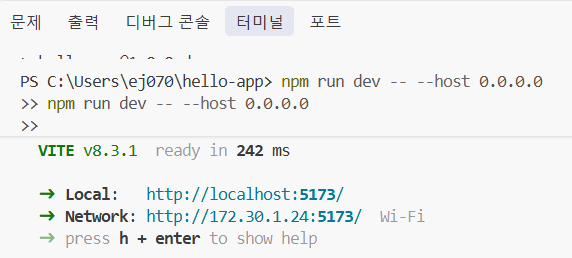 문제 출력 디버그 콘솔 터미널 포트
PS C:\Users\ej070\hello-app> npm run dev -- --host 0.0.0.0
>> npm run dev -- --host 0.0.0.0
>>
VITE v8.3.1 ready in 242 ms
➜ Local: http://localhost:5173/
➜ Network: http://172.30.1.24:5173/ Wi-Fi
➜ press h + enter to show help